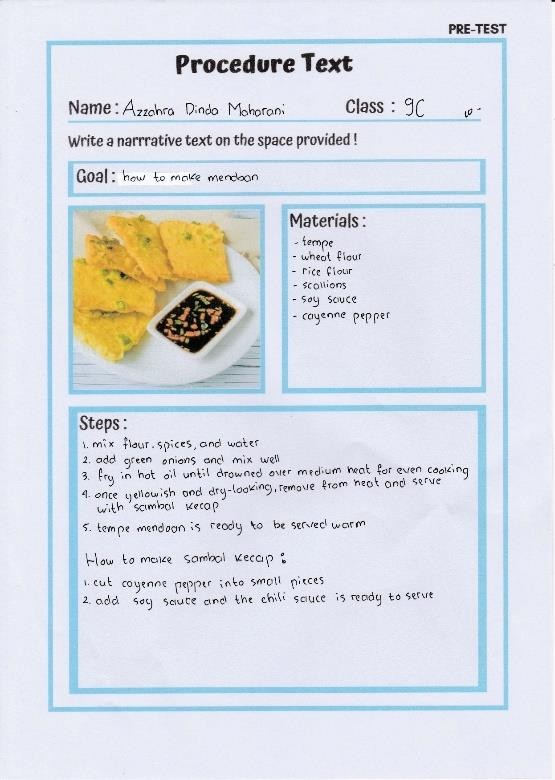 PRE-TEST
Procedure Text
Name : Azzahra Dinda Maharani Class : 9C
Write a narrrative text on the space provided !
Goal : how to make mendoan
Materials :
- tempe
- wheat flour
- rice flour
- scallions
- soy sauce
- cayenne pepper
Steps :
1. mix flour, spices, and water
2. add green onions and mix well
3. fry in hot oil until drowned over medium heat for even cooking
4. once yellowish and dry-looking, remove from heat and serve
with sambal kecap
5. tempe mendoan is ready to be served warm
How to make sambal kecap :
1. cut cayenne pepper into small pieces
2. add soy sauce and the chili sauce is ready to serve